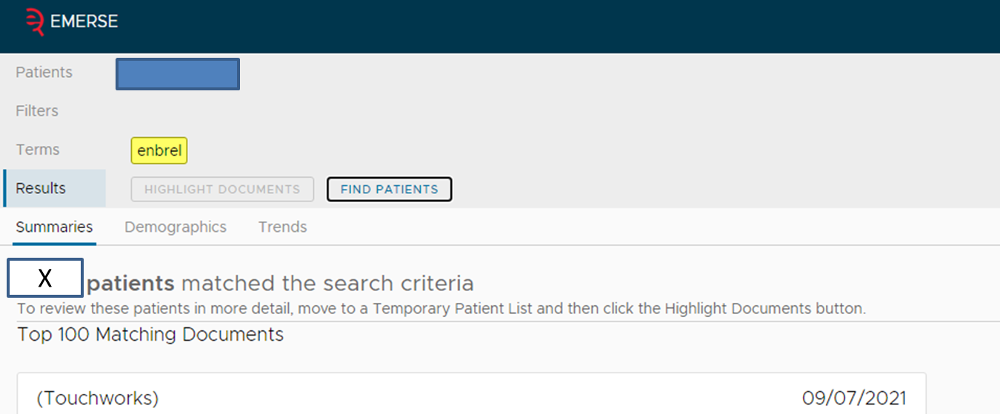 EMERSE
Patients
Filters
Terms enbrel
Results HIGHLIGHT DOCUMENTS FIND PATIENTS
Summaries Demographics Trends
X patients matched the search criteria
To review these patients in more detail, move to a Temporary Patient List and then click the Highlight Documents button.
Top 100 Matching Documents
(Touchworks) 09/07/2021